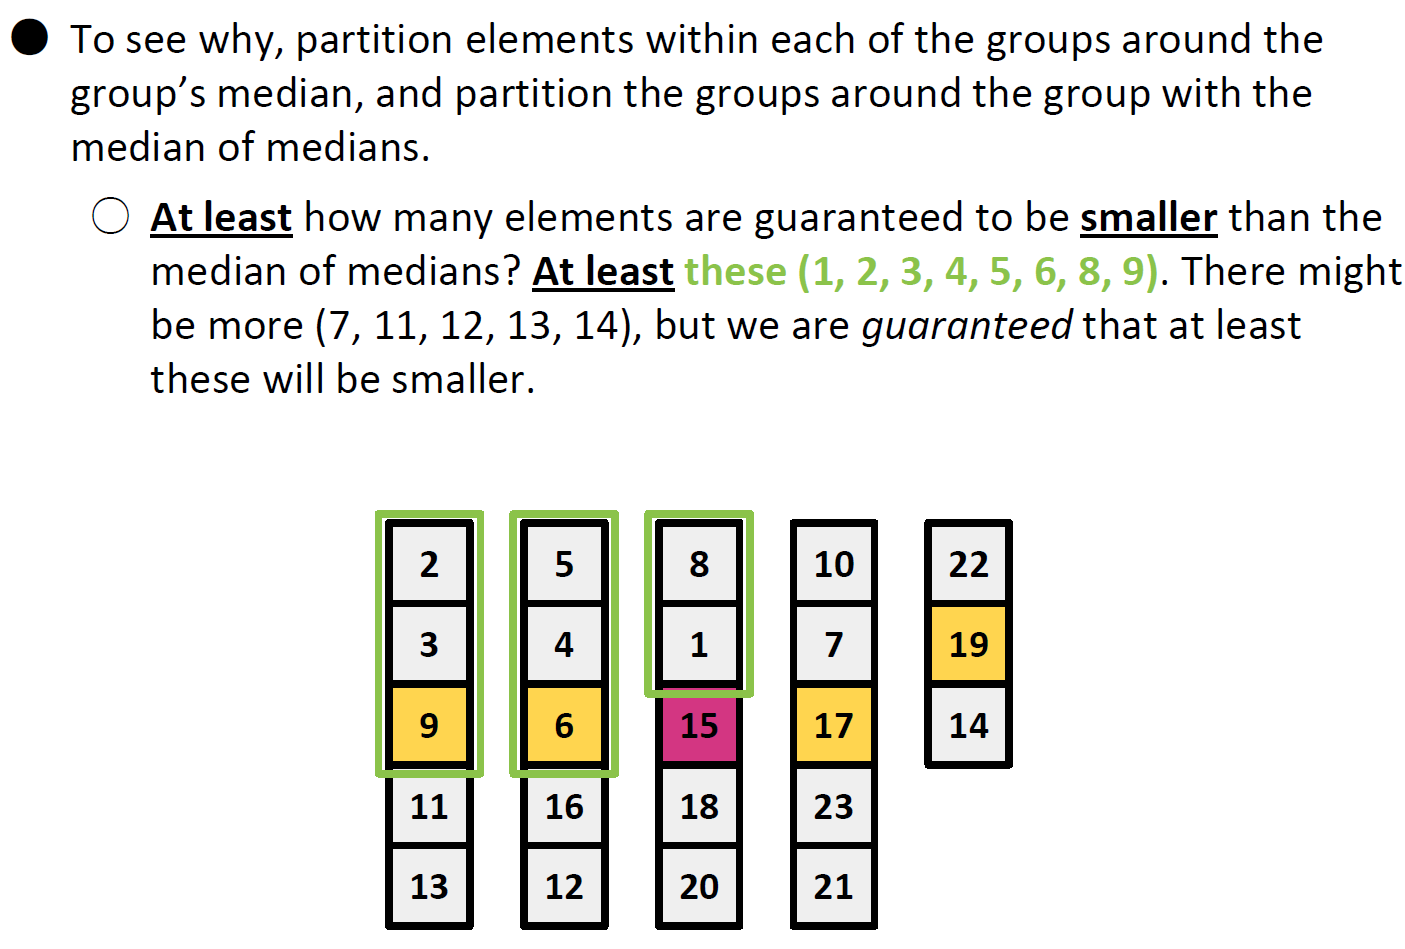 To see why, partition elements within each of the groups around the
group’s median, and partition the groups around the group with the
median of medians.
At least how many elements are guaranteed to be smaller than the
median of medians? At least these (1, 2, 3, 4, 5, 6, 8, 9). There might
be more (7, 11, 12, 13, 14), but we are guaranteed that at least
these will be smaller.
2 5 8 10 22
3 4 1 7 19
9 6 15 17 14
11 16 18 23
13 12 20 21